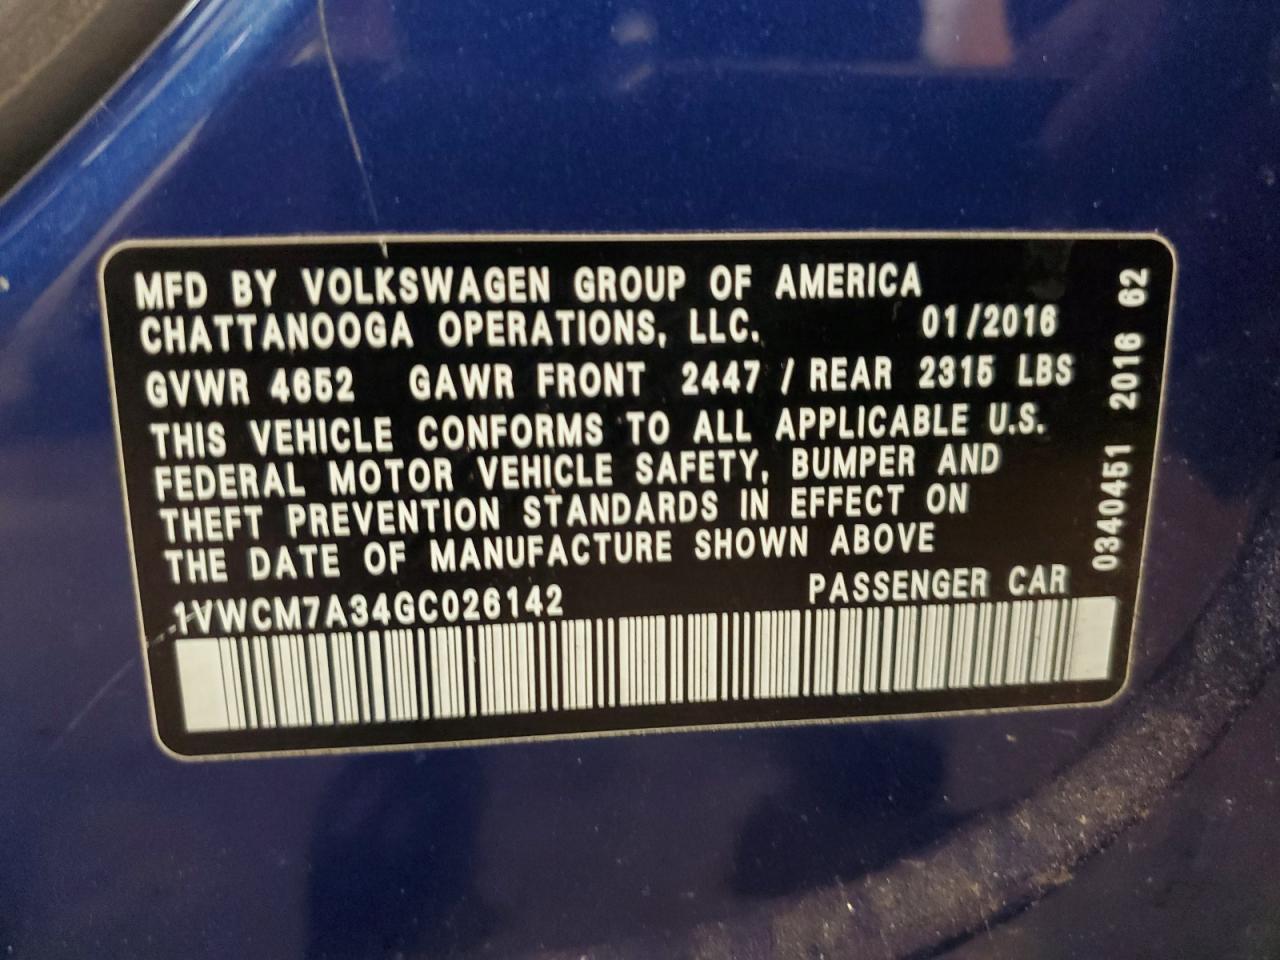 MFD BY VOLKSWAGEN GROUP OF AMERICA
CHATTANOOGA OPERATIONS, LLC. 01/2016
GVWR 4652 GAWR FRONT 2447 / REAR 2315 LBS
THIS VEHICLE CONFORMS TO ALL APPLICABLE U.S.
FEDERAL MOTOR VEHICLE SAFETY, BUMPER AND
THEFT PREVENTION STANDARDS IN EFFECT ON
THE DATE OF MANUFACTURE SHOWN ABOVE
1VWCM7A34GC026142 PASSENGER CAR
0340451 2016 62